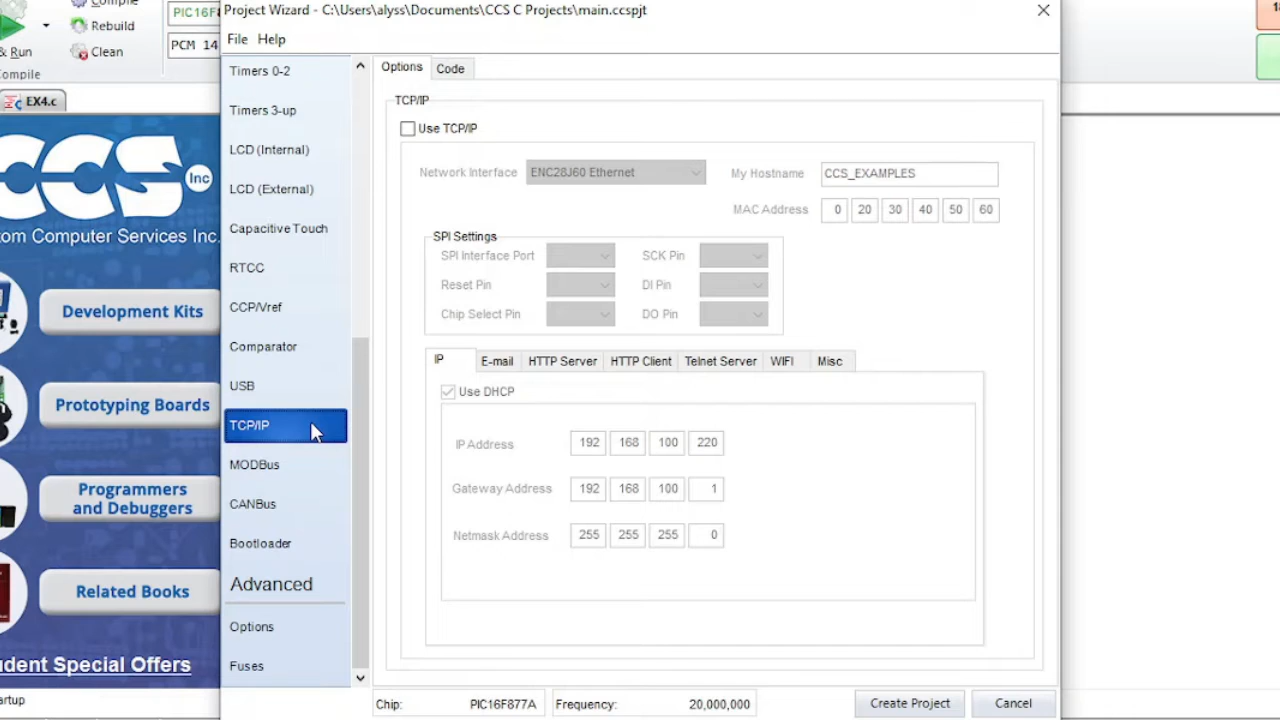 Project Wizard - C:\Users\alyss\Documents\CCS C Projects\main.ccspjt
File Help
Compile
Rebuild
Clean
& Run
PCM 14
EX4.c
CCS Inc
tom Computer Services Inc.
Development Kits
Prototyping Boards
Programmers
and Debuggers
Related Books
udent Special Offers
artup
Timers 0-2
Timers 3-up
LCD (Internal)
LCD (External)
Capacitive Touch
RTCC
CCP/Vref
Comparator
USB
TCP/IP
MODBus
CANBus
Bootloader
Advanced
Options
Fuses
Options Code
TCP/IP
Use TCP/IP
Network Interface ENC28J60 Ethernet My Hostname CCS_EXAMPLES
MAC Address 0 20 30 40 50 60
SPI Settings
SPI Interface Port SCK Pin
Reset Pin DI Pin
Chip Select Pin DO Pin
IP E-mail HTTP Server HTTP Client Telnet Server WIFI Misc
Use DHCP
IP Address 192 168 100 220
Gateway Address 192 168 100 1
Netmask Address 255 255 255 0
Chip: PIC16F877A Frequency: 20,000,000 Create Project Cancel